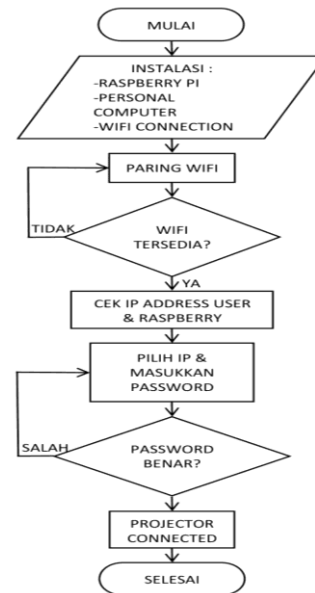 MULAI
INSTALASI :
-RASPBERRY PI
-PERSONAL
COMPUTER
-WIFI CONNECTION
PARING WIFI
TIDAK
WIFI
TERSEDIA?
YA
CEK IP ADDRESS USER
& RASPBERRY
PILIH IP &
MASUKKAN
PASSWORD
SALAH
PASSWORD
BENAR?
PROJECTOR
CONNECTED
SELESAI